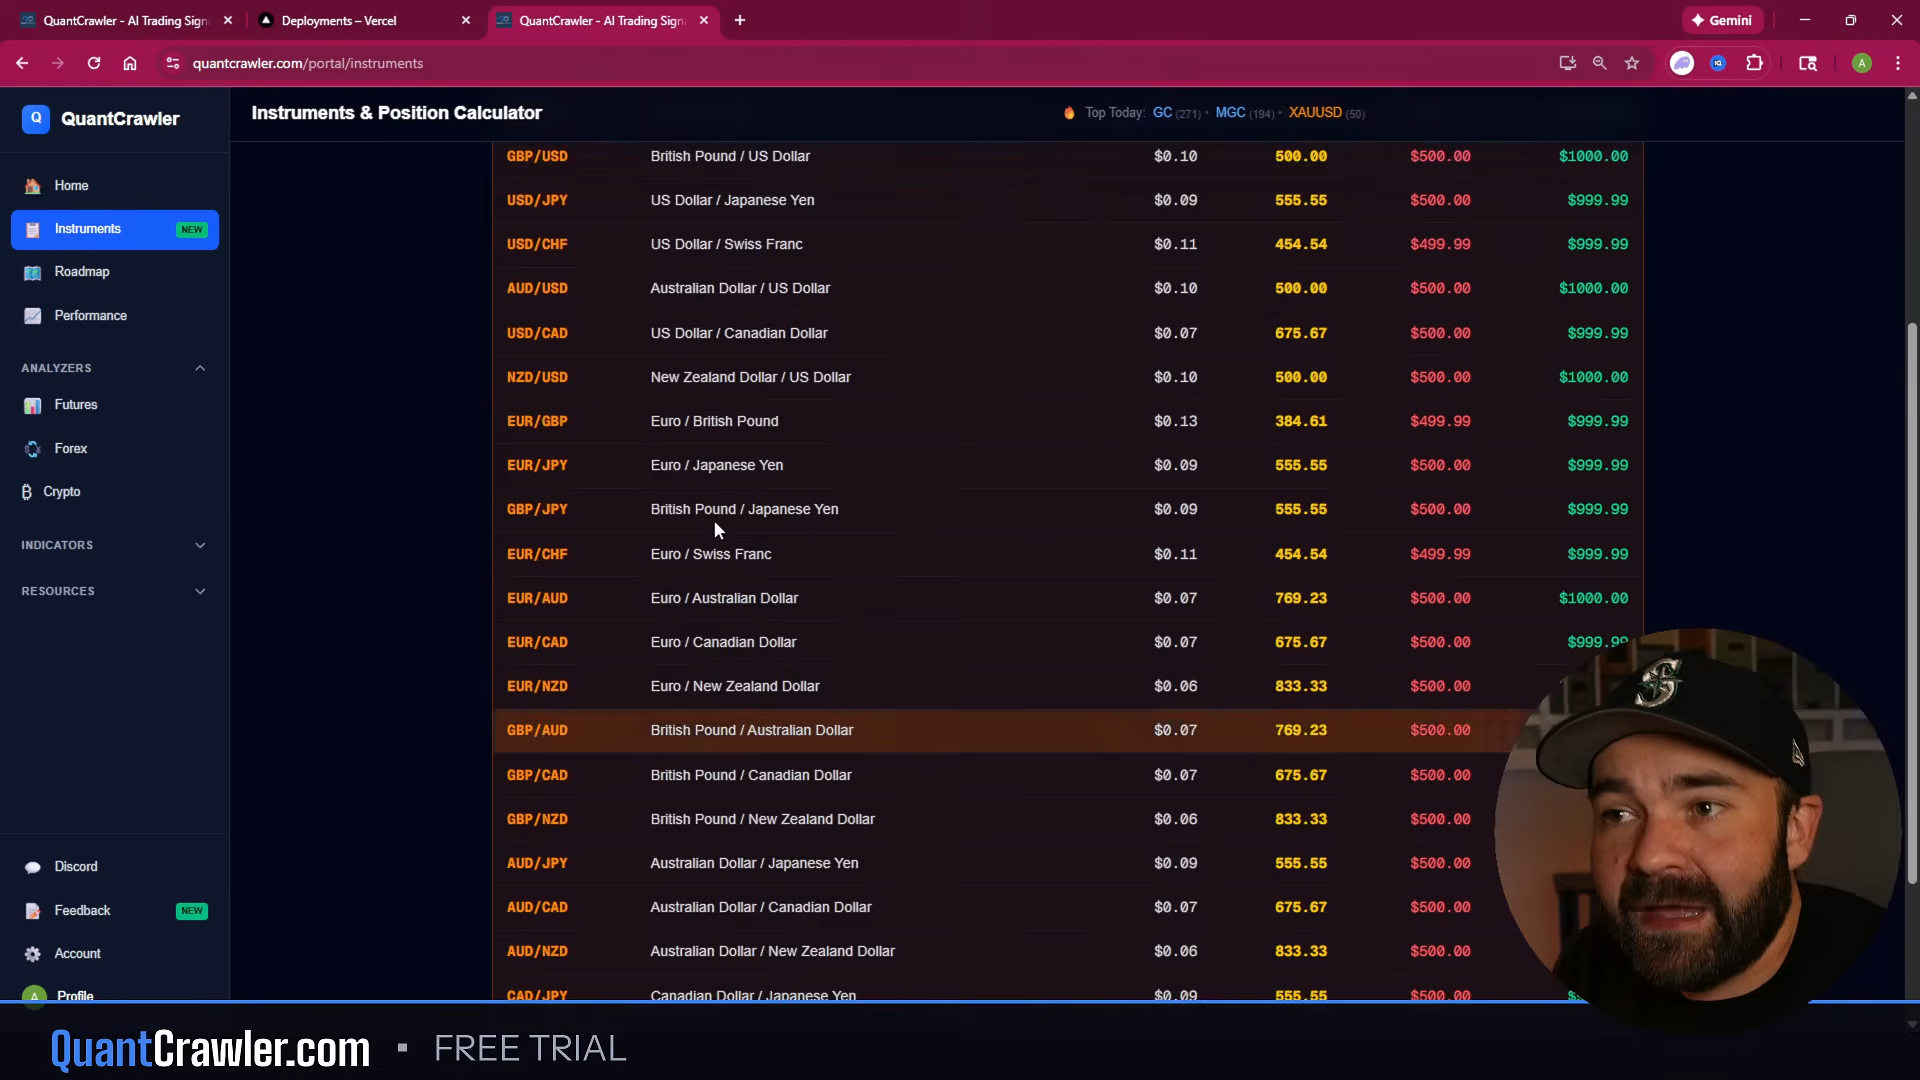 QuantCrawler - AI Trading Sign
Deployments – Vercel
QuantCrawler - AI Trading Sign
Gemini
quantcrawler.com/portal/instruments
A
Q
QuantCrawler
Instruments & Position Calculator
Top Today: GC (271) • MGC (194) • XAUUSD (50)
Home
Instruments NEW
Roadmap
Performance
ANALYZERS
Futures
Forex
Crypto
INDICATORS
RESOURCES
Discord
Feedback NEW
Account
A Profile
GBP/USD British Pound / US Dollar $0.10 500.00 $500.00 $1000.00
USD/JPY US Dollar / Japanese Yen $0.09 555.55 $500.00 $999.99
USD/CHF US Dollar / Swiss Franc $0.11 454.54 $499.99 $999.99
AUD/USD Australian Dollar / US Dollar $0.10 500.00 $500.00 $1000.00
USD/CAD US Dollar / Canadian Dollar $0.07 675.67 $500.00 $999.99
NZD/USD New Zealand Dollar / US Dollar $0.10 500.00 $500.00 $1000.00
EUR/GBP Euro / British Pound $0.13 384.61 $499.99 $999.99
EUR/JPY Euro / Japanese Yen $0.09 555.55 $500.00 $999.99
GBP/JPY British Pound / Japanese Yen $0.09 555.55 $500.00 $999.99
EUR/CHF Euro / Swiss Franc $0.11 454.54 $499.99 $999.99
EUR/AUD Euro / Australian Dollar $0.07 769.23 $500.00 $1000.00
EUR/CAD Euro / Canadian Dollar $0.07 675.67 $500.00 $999.99
EUR/NZD Euro / New Zealand Dollar $0.06 833.33 $500.00
GBP/AUD British Pound / Australian Dollar $0.07 769.23 $500.00
GBP/CAD British Pound / Canadian Dollar $0.07 675.67 $500.00
GBP/NZD British Pound / New Zealand Dollar $0.06 833.33 $500.00
AUD/JPY Australian Dollar / Japanese Yen $0.09 555.55 $500.00
AUD/CAD Australian Dollar / Canadian Dollar $0.07 675.67 $500.00
AUD/NZD Australian Dollar / New Zealand Dollar $0.06 833.33 $500.00
CAD/JPY Canadian Dollar / Japanese Yen $0.09 555.55 $500.00
QuantCrawler.com ▪ FREE TRIAL